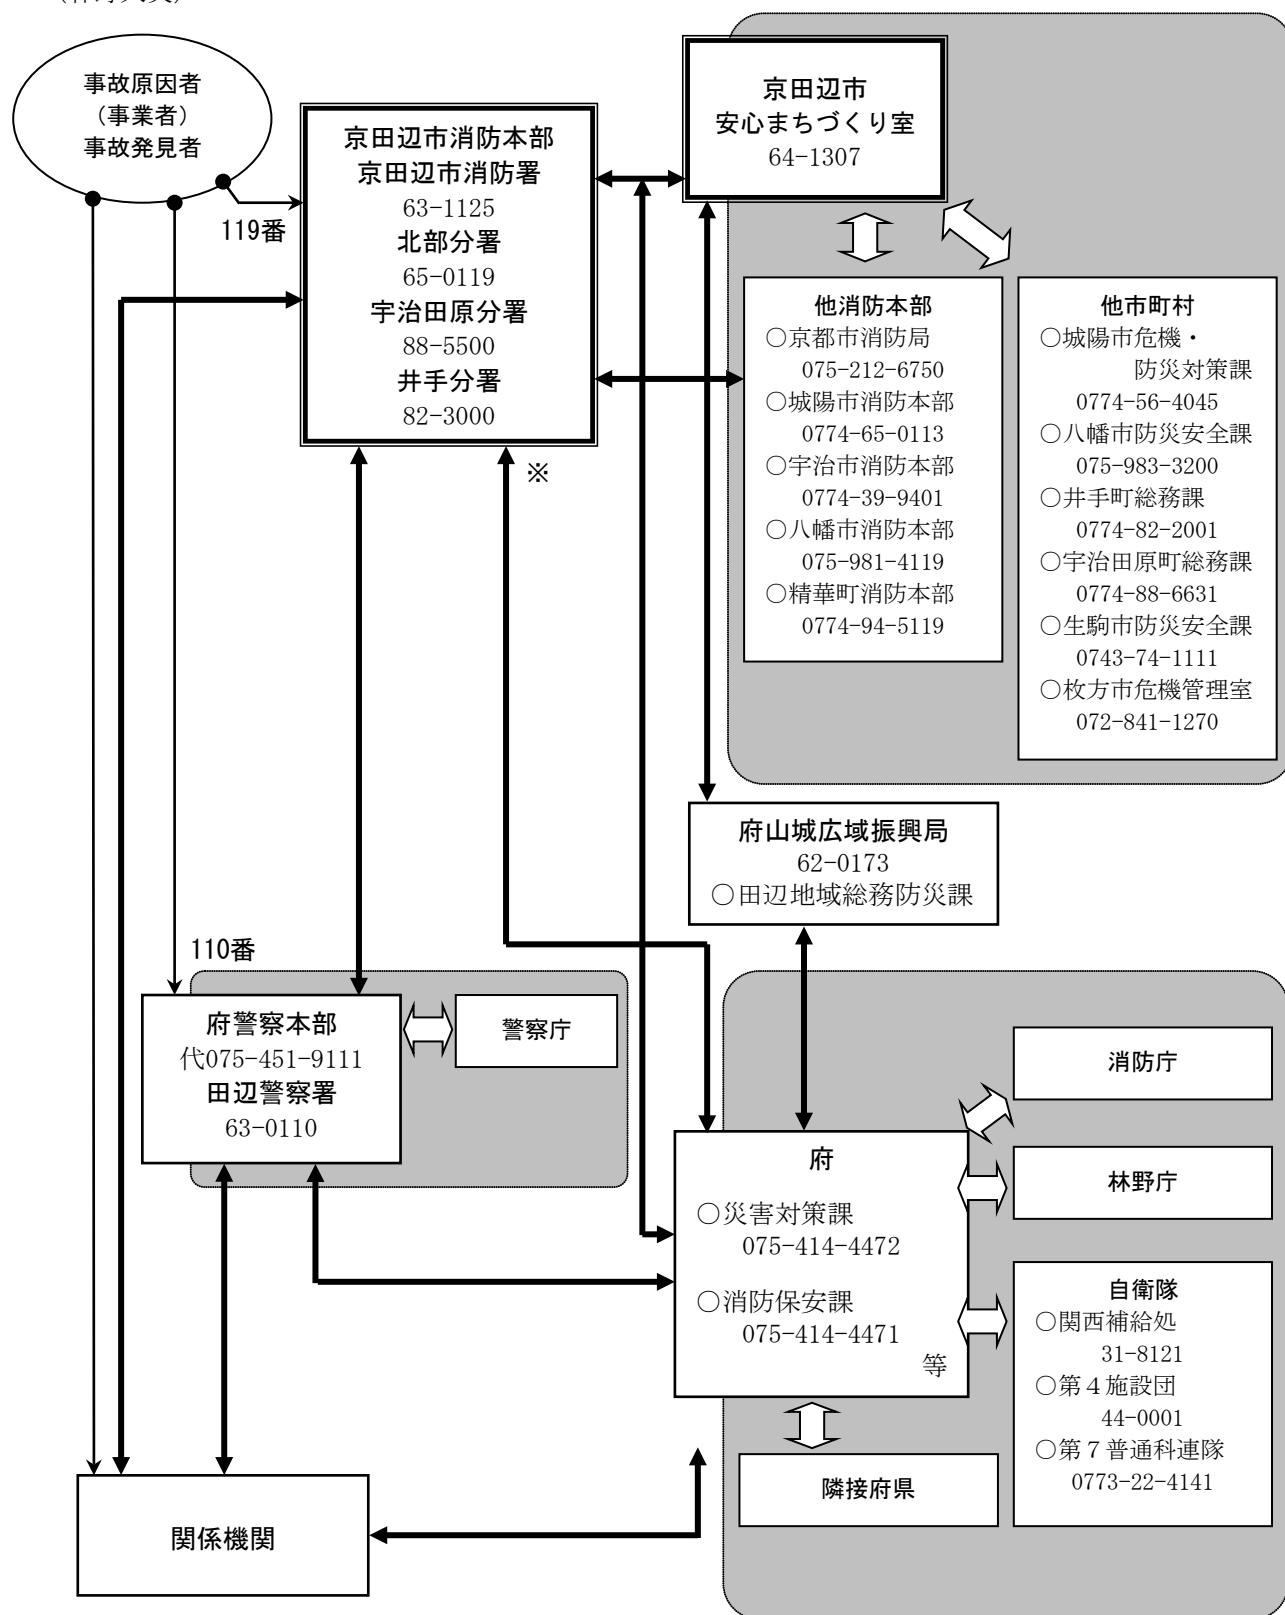 事故原因者
（事業者）
事故発見者
119番
京田辺市消防本部
京田辺市消防署
63-1125
北部分署
65-0119
宇治田原分署
88-5500
井手分署
82-3000
※
京田辺市
安心まちづくり室
64-1307
他消防本部
○京都市消防局
075-212-6750
○城陽市消防本部
0774-65-0113
○宇治市消防本部
0774-39-9401
○八幡市消防本部
075-981-4119
○精華町消防本部
0774-94-5119
他市町村
○城陽市危機・
防災対策課
0774-56-4045
○八幡市防災安全課
075-983-3200
○井手町総務課
0774-82-2001
○宇治田原町総務課
0774-88-6631
○生駒市防災安全課
0743-74-1111
○枚方市危機管理室
072-841-1270
府山城広域振興局
62-0173
○田辺地域総務防災課
110番
府警察本部
代075-451-9111
田辺警察署
63-0110
警察庁
府
○災害対策課
075-414-4472
○消防保安課
075-414-4471
等
消防庁
林野庁
自衛隊
○関西補給処
31-8121
○第４施設団
44-0001
○第７普通科連隊
0773-22-4141
隣接府県
関係機関